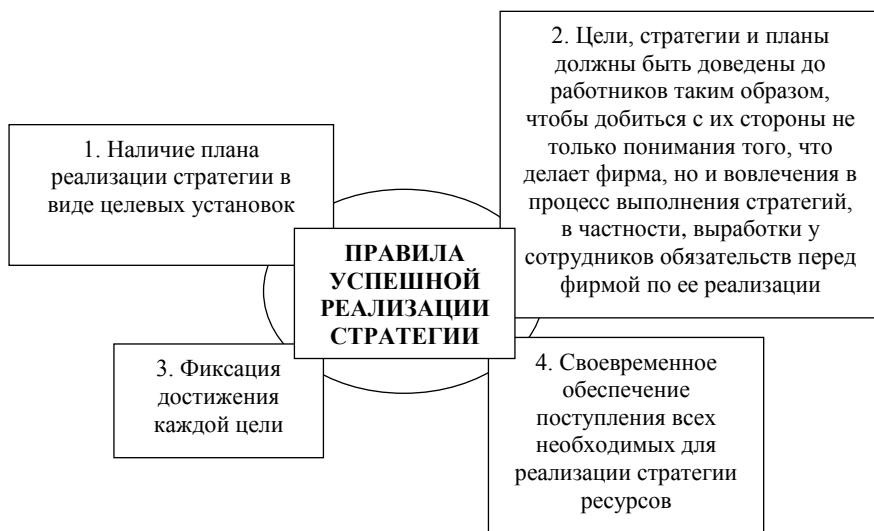 1. Наличие плана
реализации стратегии в
виде целевых установок
2. Цели, стратегии и планы
должны быть доведены до
работников таким образом,
чтобы добиться с их стороны не
только понимания того, что
делает фирма, но и вовлечения в
процесс выполнения стратегий,
в частности, выработки у
сотрудников обязательств перед
фирмой по ее реализации
ПРАВИЛА
УСПЕШНОЙ
РЕАЛИЗАЦИИ
СТРАТЕГИИ
3. Фиксация
достижения
каждой цели
4. Своевременное
обеспечение
поступления всех
необходимых для
реализации стратегии
ресурсов